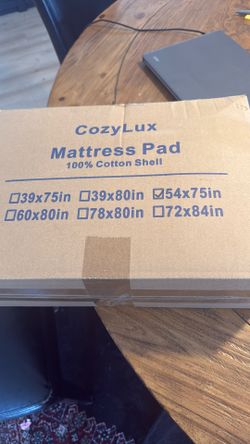 CozyLux
Mattress Pad
100% Cotton Shell
☐39x75in ☐39x80in ☑54x75in
☐60x80in ☐78x80in ☐72x84in